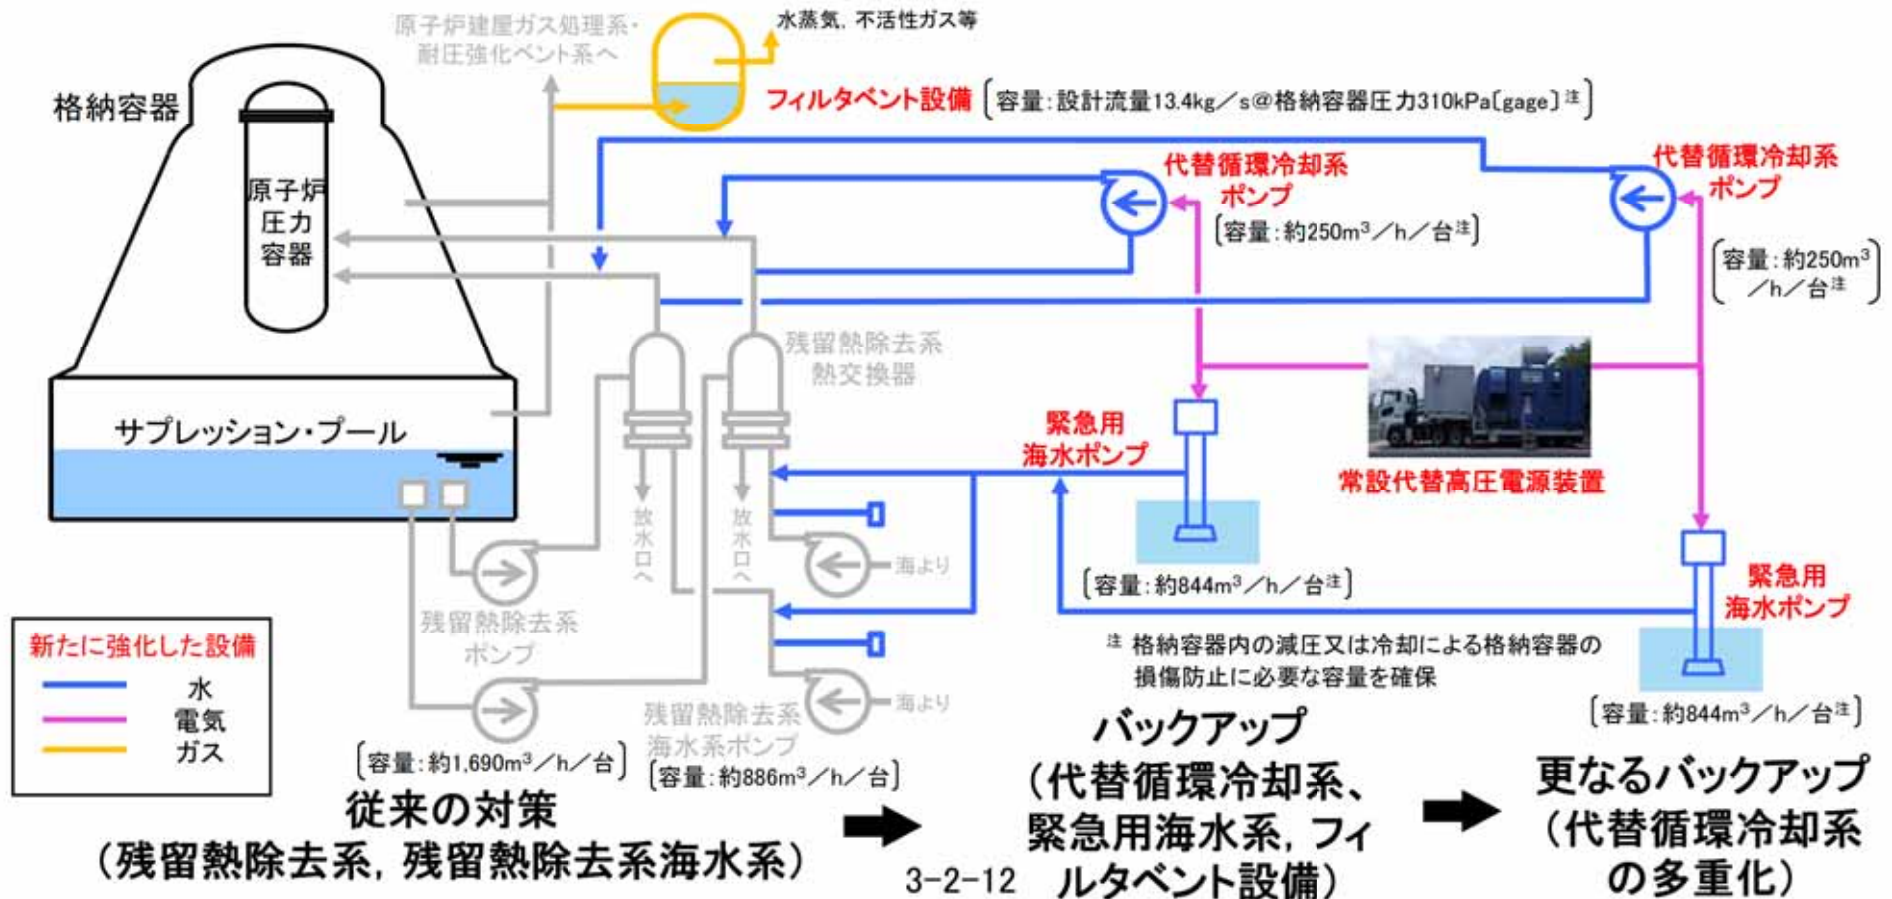 原子炉建屋ガス処理系・
耐圧強化ベント系へ
水蒸気，不活性ガス等
格納容器
フィルタベント設備
〔容量：設計流量13.4kg／s＠格納容器圧力310kPa〔gage〕注〕
原子炉
圧力
容器
代替循環冷却系
ポンプ
〔容量：約250m³／h／台注〕
代替循環冷却系
ポンプ
〔容量：約250m³
／h／台注〕
残留熱除去系
熱交換器
サプレッション・プール
緊急用
海水ポンプ
常設代替高圧電源装置
放水口へ
放水口へ
海より
〔容量：約844m³／h／台注〕
緊急用
海水ポンプ
残留熱除去系
ポンプ
新たに強化した設備
水
電気
ガス
注 格納容器内の減圧又は冷却による格納容器の
損傷防止に必要な容量を確保
海より
残留熱除去系
海水系ポンプ
〔容量：約844m³／h／台注〕
〔容量：約1,690m³／h／台〕
〔容量：約886m³／h／台〕
従来の対策
（残留熱除去系，残留熱除去系海水系）
バックアップ
（代替循環冷却系、
緊急用海水系，フィ
ルタベント設備）
更なるバックアップ
（代替循環冷却系
の多重化）
3-2-12